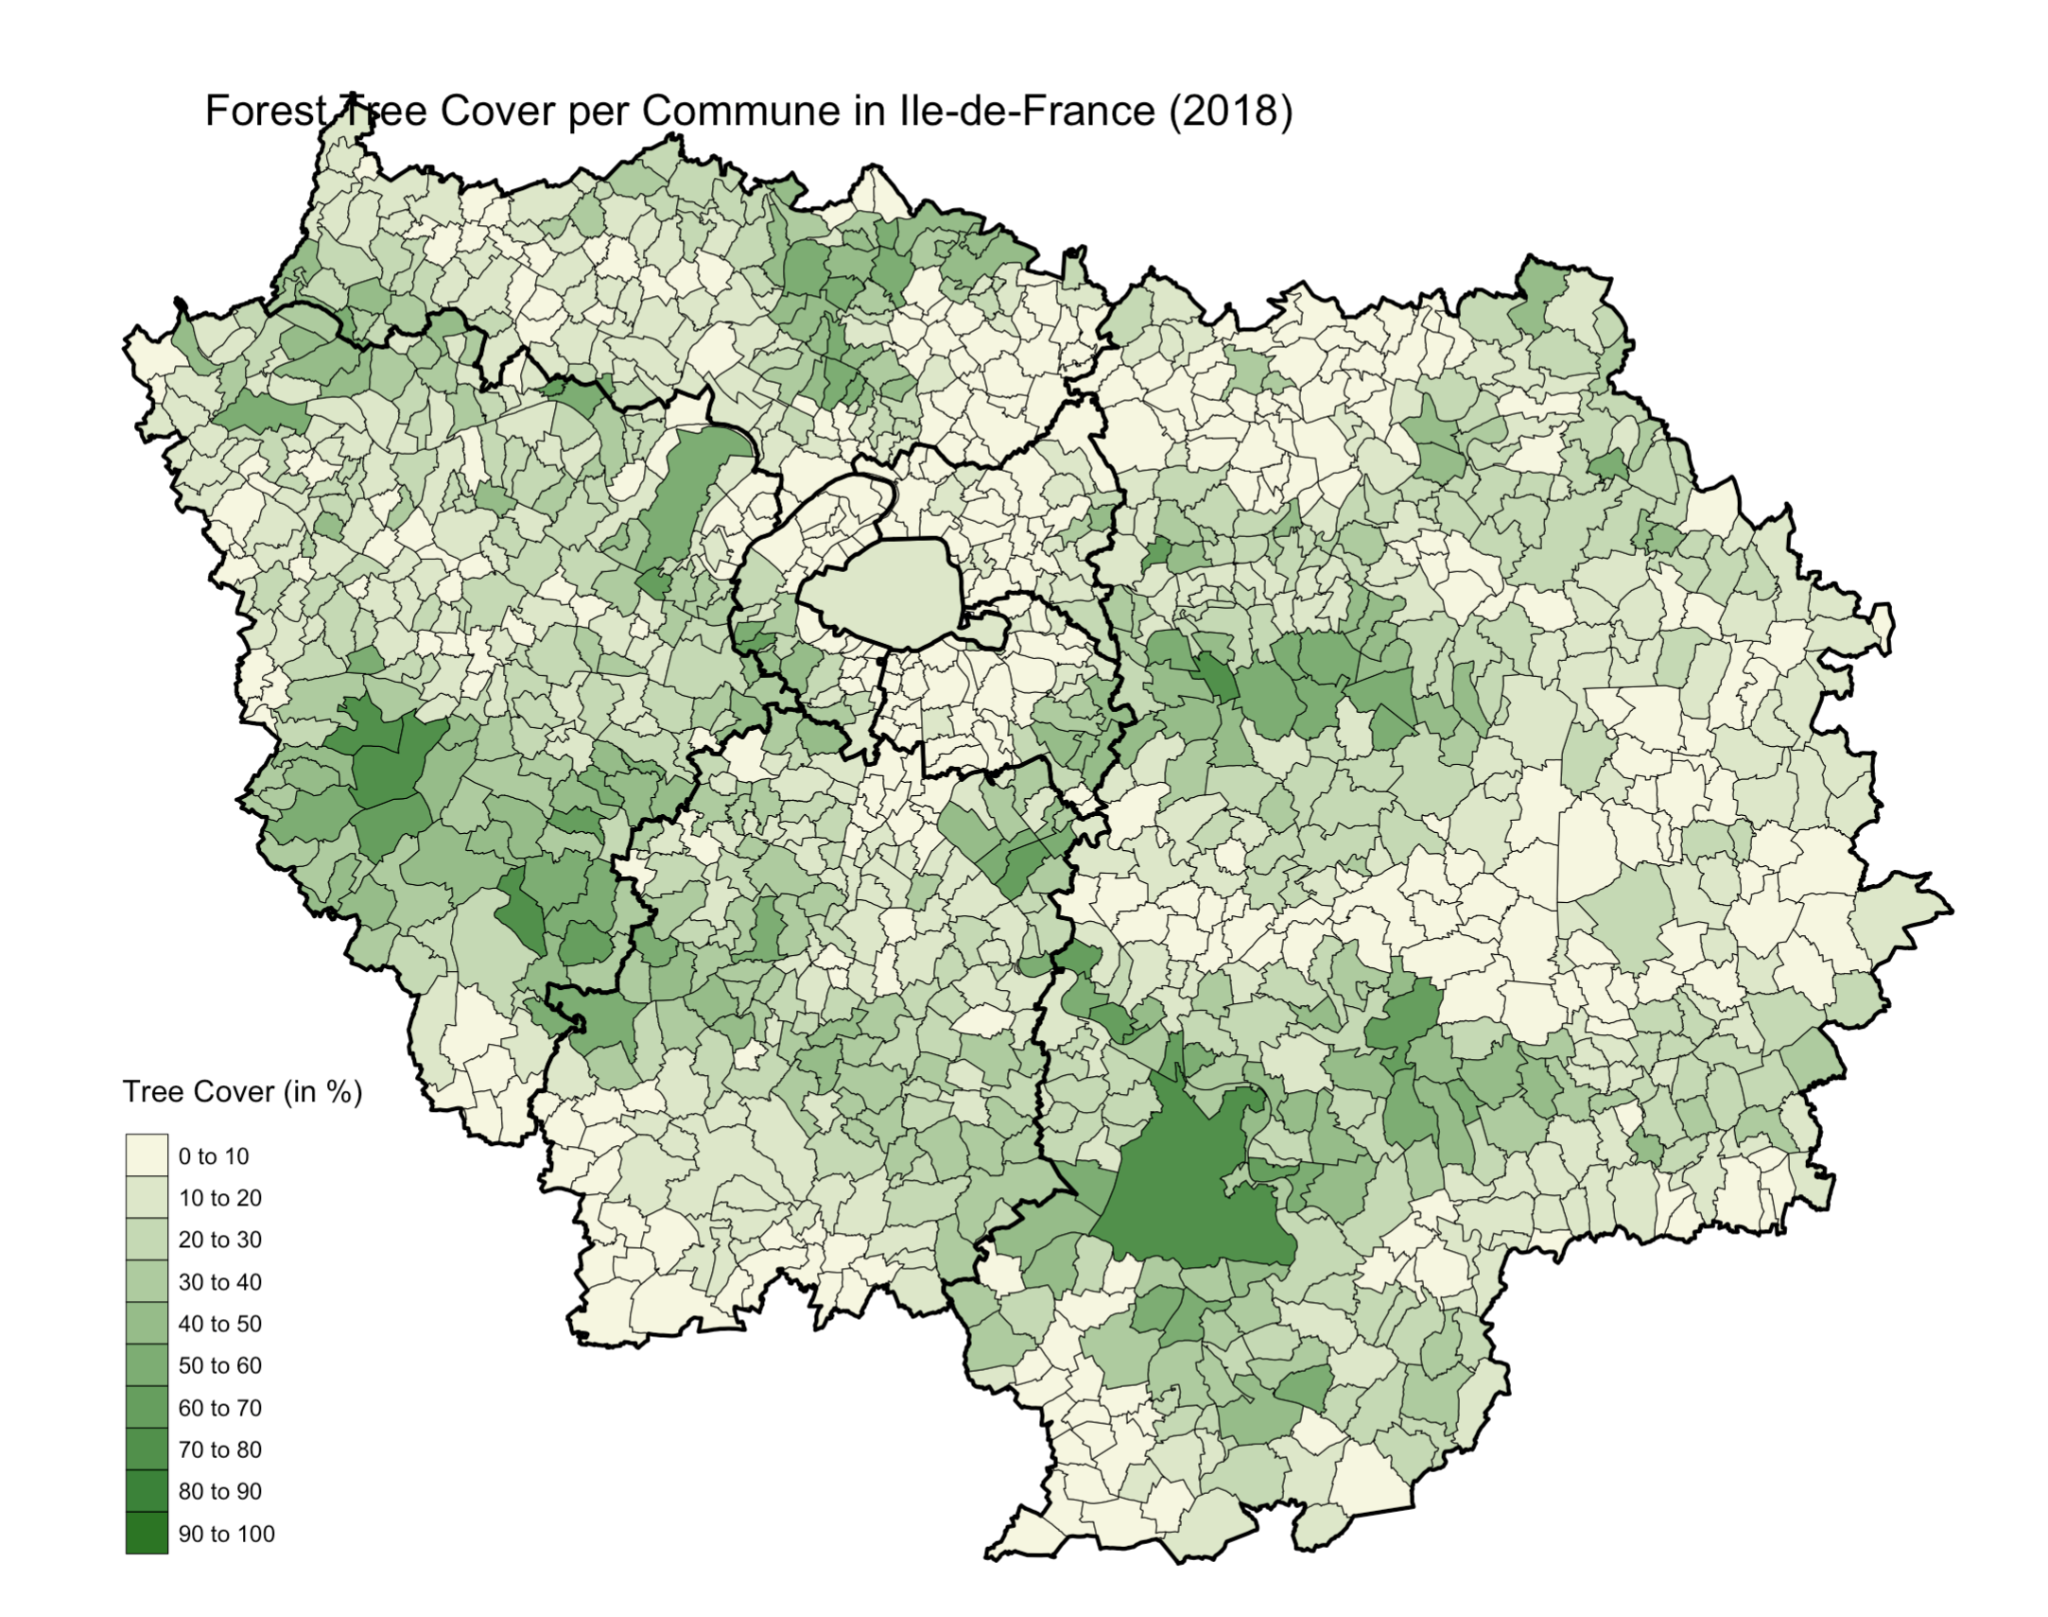 Forest Tree Cover per Commune in Ile-de-France (2018)
Tree Cover (in %)
0 to 10
10 to 20
20 to 30
30 to 40
40 to 50
50 to 60
60 to 70
70 to 80
80 to 90
90 to 100